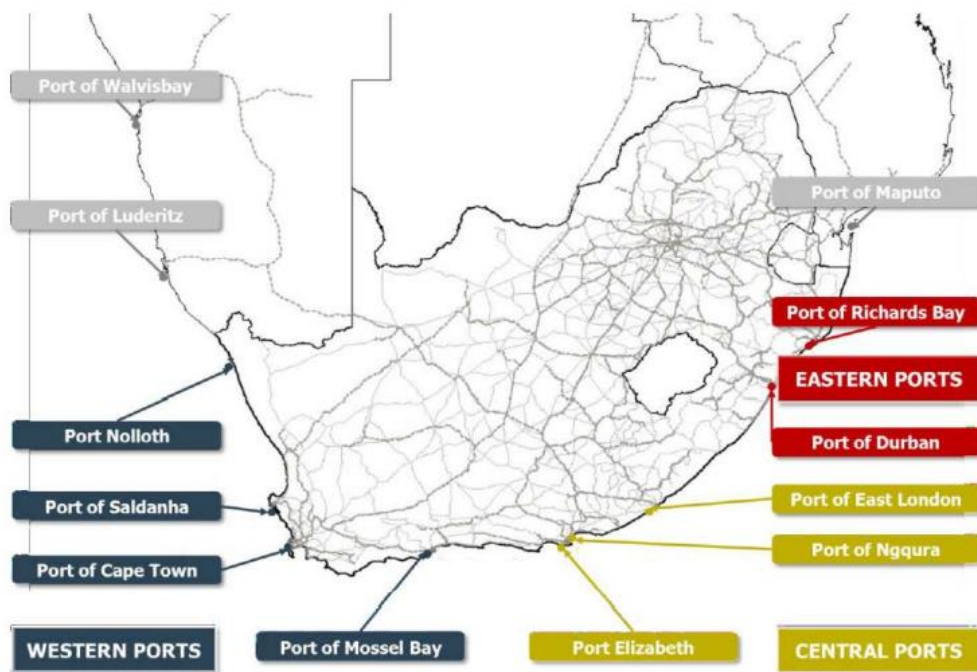 Port of Walvisbay
Port of Luderitz
Port of Maputo
Port of Richards Bay
EASTERN PORTS
Port Nolloth
Port of Durban
Port of Saldanha
Port of East London
Port of Cape Town
Port of Ngqura
WESTERN PORTS
Port of Mossel Bay
Port Elizabeth
CENTRAL PORTS